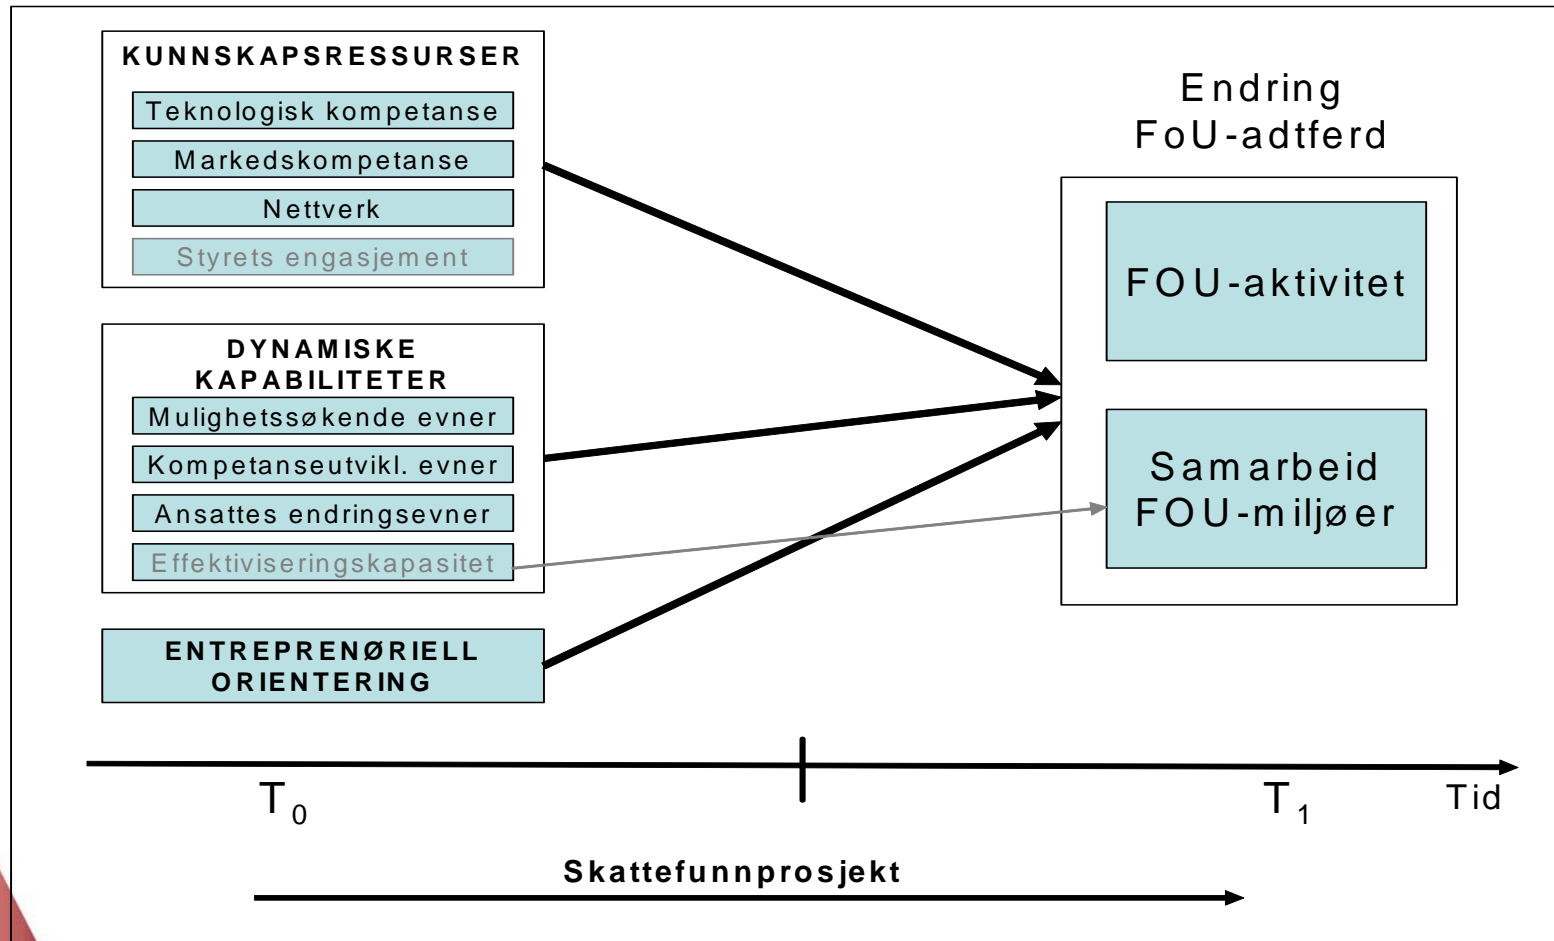 KUNNSKAPSRESSURSER
Teknologisk kompetanse
Markedskompetanse
Nettverk
Styrets engasjement
DYNAMISKE
KAPABILITETER
Mulighetssøkende evner
Kompetanseutvikl. evner
Ansattes endringsevner
Effektiviseringskapasitet
ENTREPRENØRIELL
ORIENTERING
Endring
FoU-adtferd
FOU-aktivitet
Samarbeid
FOU-miljøer
T0
T1
Tid
Skattefunnprosjekt